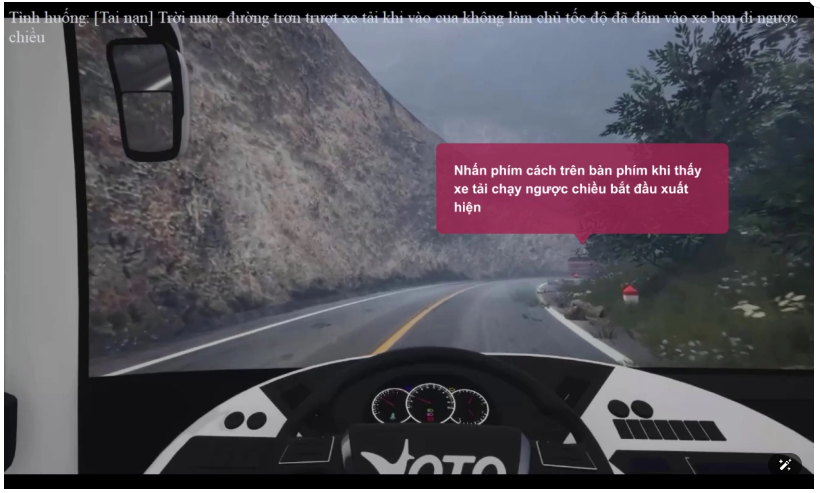 Tình huống: [Tai nạn] Trời mưa, đường trơn trượt xe tải khi vào cua không làm chủ tốc độ đã đâm vào xe ben đi ngược
chiều
Nhấn phím cách trên bàn phím khi thấy
xe tải chạy ngược chiều bắt đầu xuất
hiện
OTO